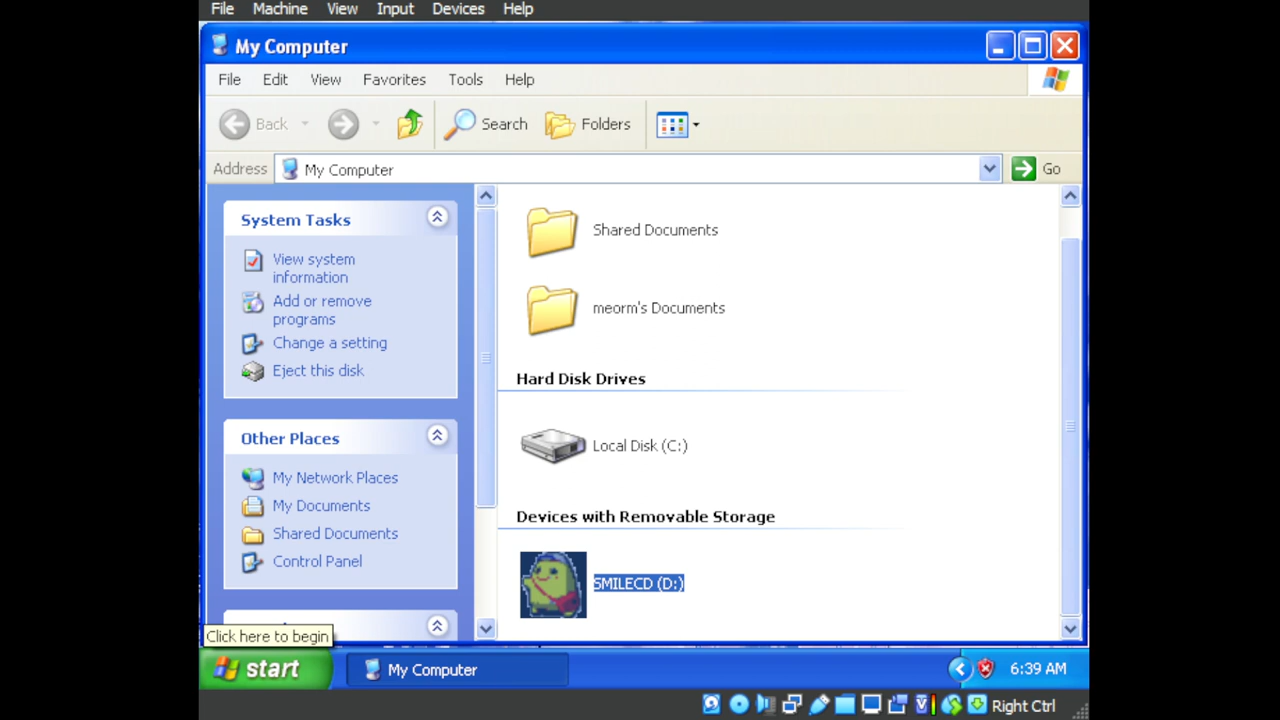 File Machine View Input Devices Help
My Computer
File Edit View Favorites Tools Help
Back Search Folders
Address My Computer Go
System Tasks
View system
information
Add or remove
programs
Change a setting
Eject this disk
Other Places
My Network Places
My Documents
Shared Documents
Control Panel
Shared Documents
meorm's Documents
Hard Disk Drives
Local Disk (C:)
Devices with Removable Storage
SMILECD (D:)
Click here to begin
start My Computer 6:39 AM
Right Ctrl